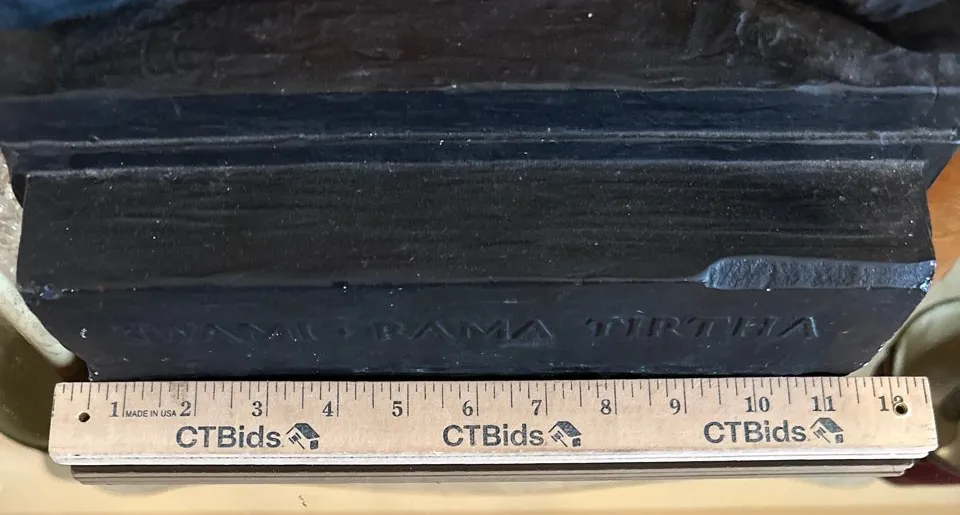 SWAMI · RAMA TIRTHA
1 MADE IN USA 2 3 4 5 6 7 8 9 10 11 12
CTBids CTBids CTBids